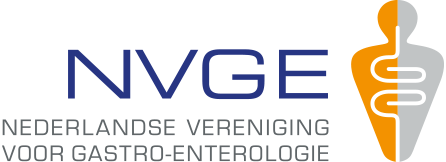 NVGE
NEDERLANDSE VERENIGING
VOOR GASTRO-ENTEROLOGIE